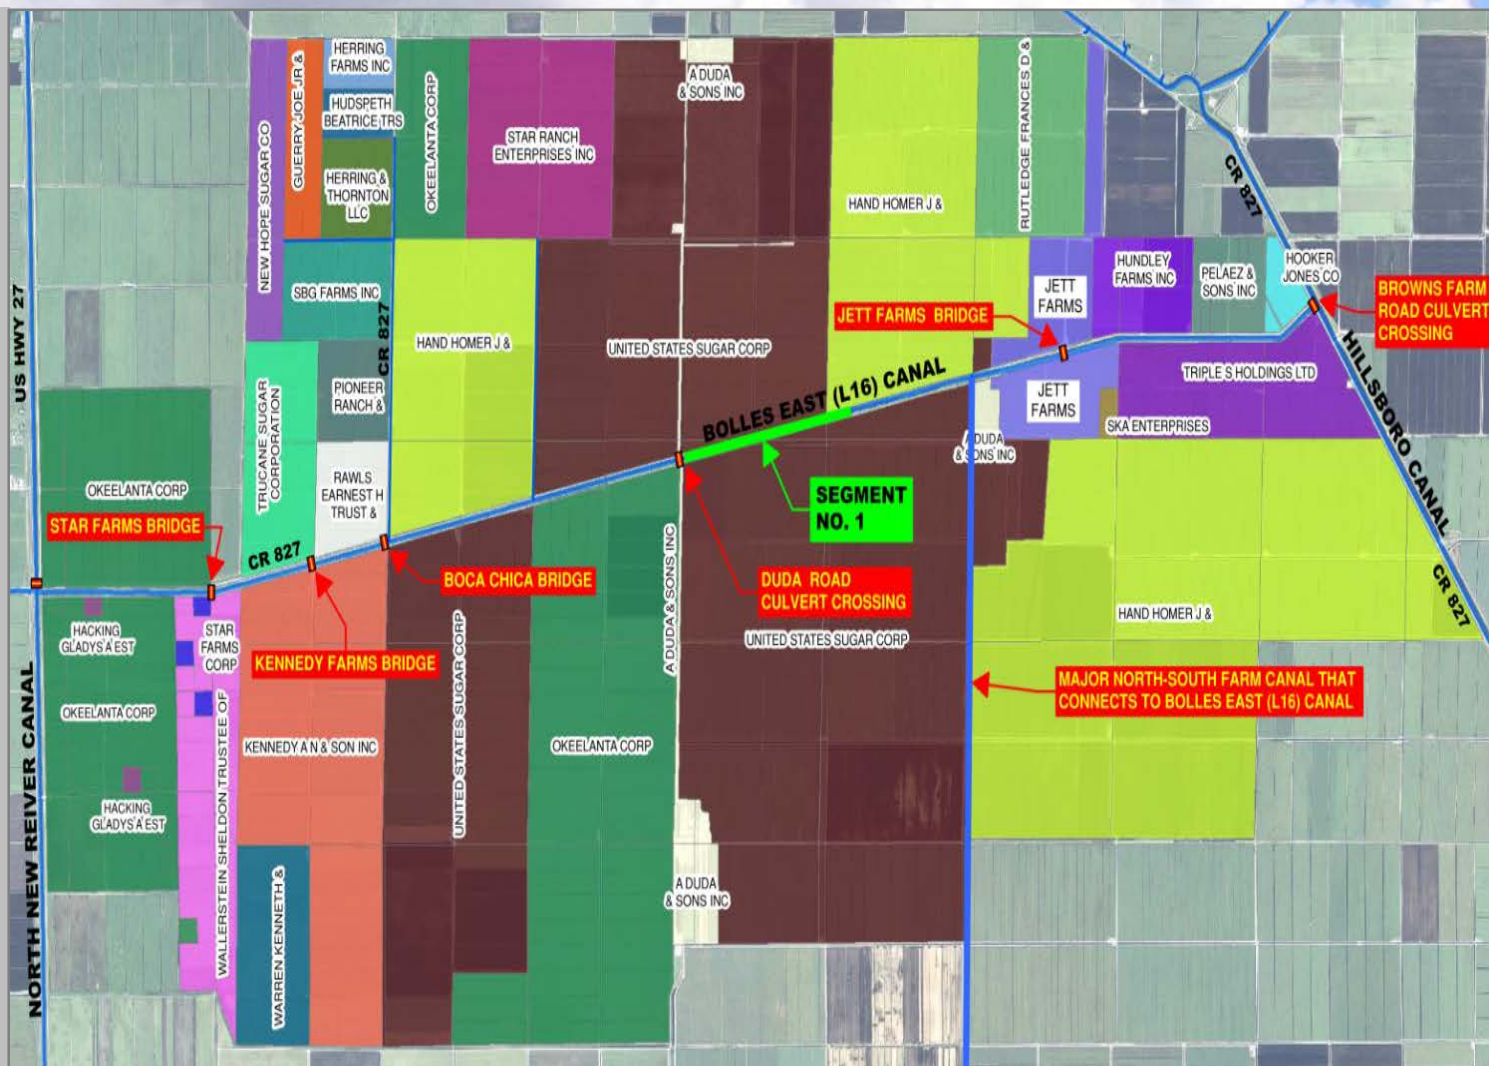 HERRING
FARMS INC
HUDSPETH
BEATRICE TRS
HERRING &
THORNTON
LLC
GUERRY JOE JR &
NEW HOPE SUGAR CO
OKEELANTA CORP
STAR RANCH
ENTERPRISES INC
A DUDA
& SONS INC
HAND HOMER J &
RUTLEDGE FRANCES D &
CR 827
HOOKER
JONES CO
HUNDLEY
FARMS INC
PELAEZ &
SONS INC
JETT
FARMS
BROWNS FARM
ROAD CULVERT
CROSSING
JETT FARMS BRIDGE
US HWY 27
SBG FARMS INC
CR 827
HAND HOMER J &
UNITED STATES SUGAR CORP
BOLLES EAST (L16) CANAL
TRIPLE S HOLDINGS LTD
HILLSBORO CANAL
PIONEER
RANCH &
TRUCANE SUGAR
CORPORATION
JETT
FARMS
SKA ENTERPRISES
A DUDA
& SONS INC
OKEELANTA CORP
RAWLS
EARNEST H
TRUST &
SEGMENT
NO. 1
STAR FARMS BRIDGE
CR 827
BOCA CHICA BRIDGE
DUDA ROAD
CULVERT CROSSING
A DUDA & SONS INC
CR 827
HAND HOMER J &
HACKING
GLADYS A EST
STAR
FARMS
CORP
KENNEDY FARMS BRIDGE
UNITED STATES SUGAR CORP
UNITED STATES SUGAR CORP
MAJOR NORTH-SOUTH FARM CANAL THAT
CONNECTS TO BOLLES EAST (L16) CANAL
OKEELANTA CORP
NORTH NEW REIVER CANAL
WALLERSTEIN SHELDON TRUSTEE OF
KENNEDY A N & SON INC
OKEELANTA CORP
HACKING
GLADYS A EST
WARREN KENNETH &
A DUDA
& SONS INC